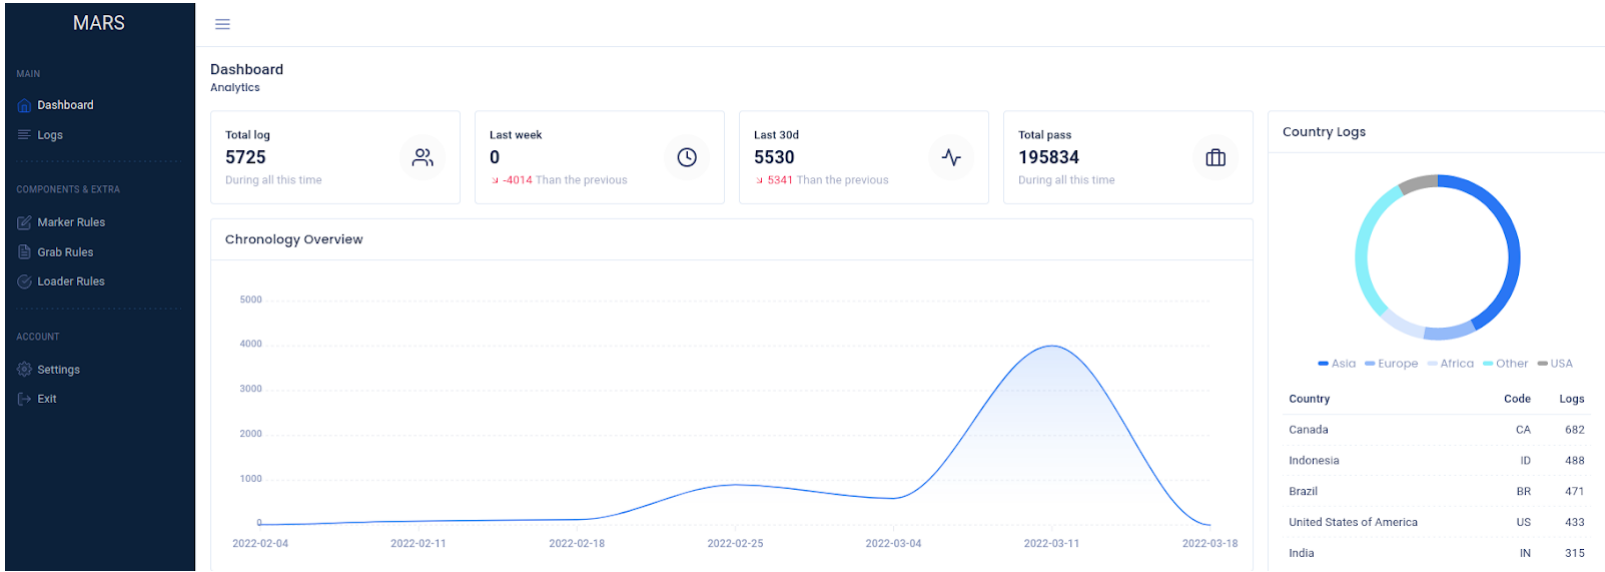 MARS
MAIN
Dashboard
Logs
COMPONENTS & EXTRA
Marker Rules
Grab Rules
Loader Rules
ACCOUNT
Settings
Exit
Dashboard
Analytics
Total log
5725
During all this time
Last week
0
-4014 Than the previous
Last 30d
5530
5341 Than the previous
Total pass
195834
During all this time
Chronology Overview
5000
4000
3000
2000
1000
0
2022-02-04 2022-02-11 2022-02-18 2022-02-25 2022-03-04 2022-03-11 2022-03-18
Country Logs
Asia Europe Africa Other USA
Country Code Logs
Canada CA 682
Indonesia ID 488
Brazil BR 471
United States of America US 433
India IN 315